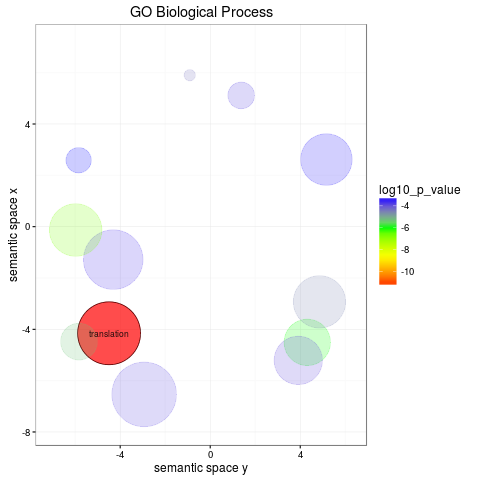 GO Biological Process
semantic space x
4
0
-4
-8
translation
-4
0
4
semantic space y
log10_p_value
-4
-6
-8
-10